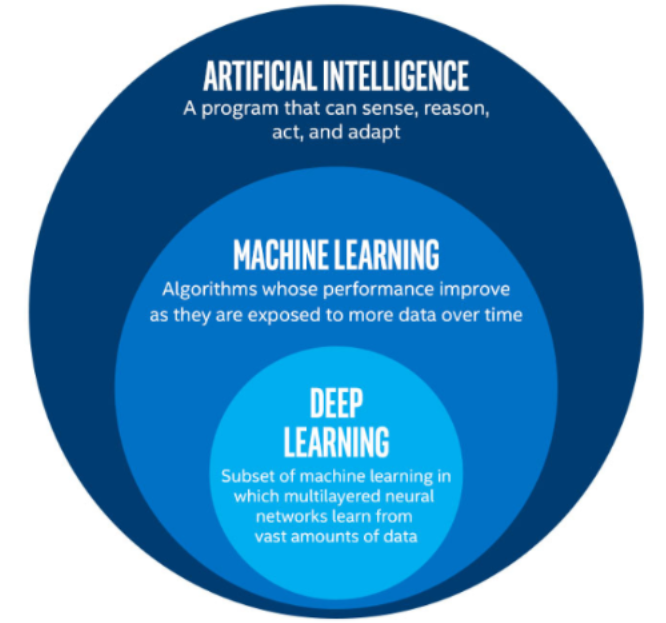 ARTIFICIAL INTELLIGENCE
A program that can sense, reason,
act, and adapt
MACHINE LEARNING
Algorithms whose performance improve
as they are exposed to more data over time
DEEP
LEARNING
Subset of machine learning in
which multilayered neural
networks learn from
vast amounts of data